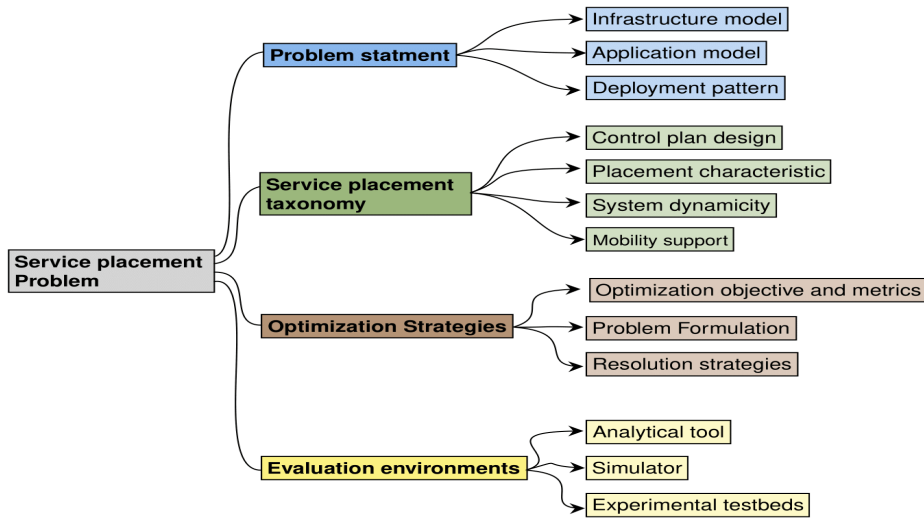 Service placement
Problem
Problem statment
Infrastructure model
Application model
Deployment pattern
Service placement
taxonomy
Control plan design
Placement characteristic
System dynamicity
Mobility support
Optimization Strategies
Optimization objective and metrics
Problem Formulation
Resolution strategies
Evaluation environments
Analytical tool
Simulator
Experimental testbeds